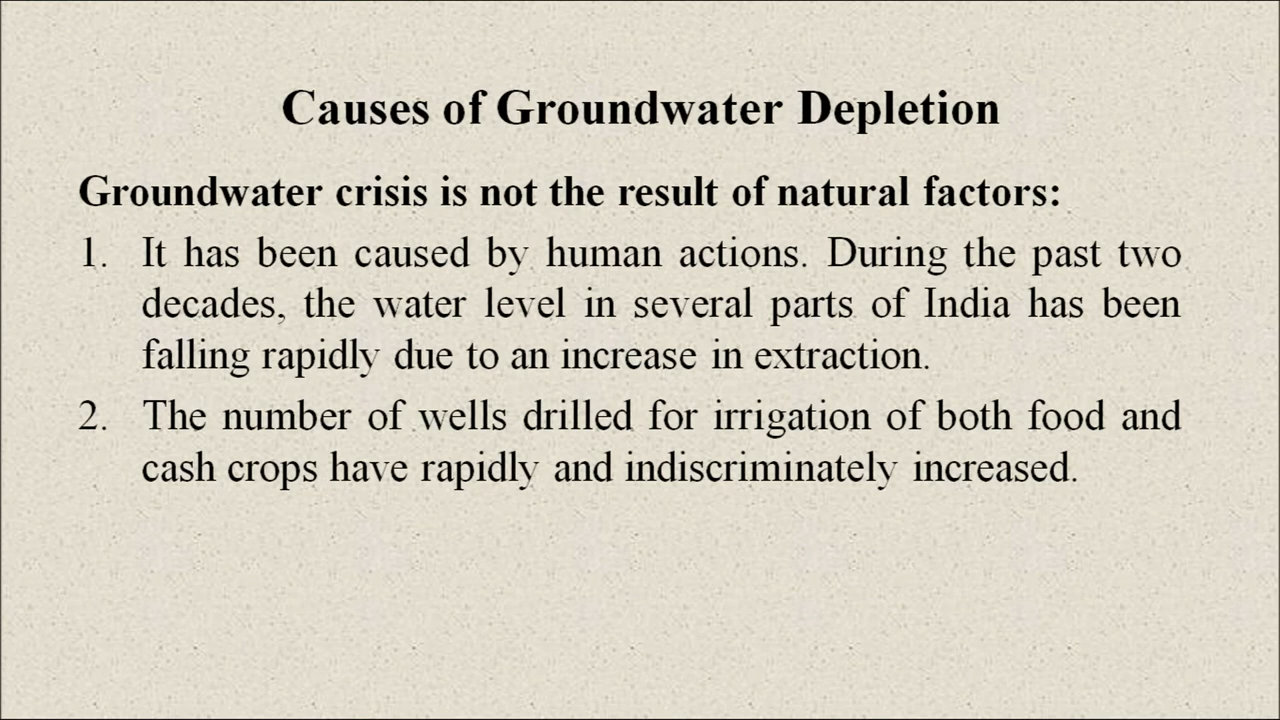 Causes of Groundwater Depletion
Groundwater crisis is not the result of natural factors:
1. It has been caused by human actions. During the past two
decades, the water level in several parts of India has been
falling rapidly due to an increase in extraction.
2. The number of wells drilled for irrigation of both food and
cash crops have rapidly and indiscriminately increased.